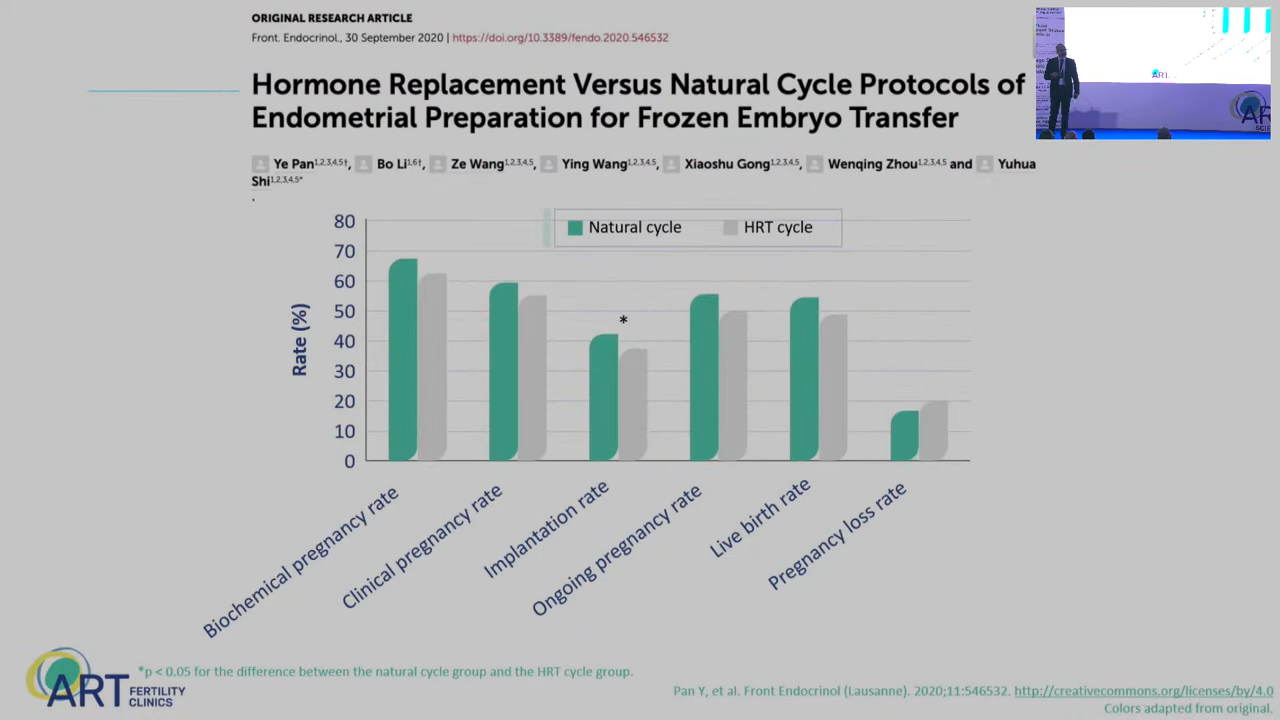 ORIGINAL RESEARCH ARTICLE
Front. Endocrinol., 30 September 2020 | https://doi.org/10.3389/fendo.2020.546532
Hormone Replacement Versus Natural Cycle Protocols of
Endometrial Preparation for Frozen Embryo Transfer
Ye Pan1,2,3,4,5†, Bo Li1,6†, Ze Wang1,2,3,4,5, Ying Wang1,2,3,4,5, Xiaoshu Gong1,2,3,4,5, Wenqing Zhou1,2,3,4,5 and Yuhua
Shi1,2,3,4,5*
Natural cycle HRT cycle
80
70
60
50
40
30
20
10
0
Rate (%)
*
Biochemical pregnancy rate
Clinical pregnancy rate
Implantation rate
Ongoing pregnancy rate
Live birth rate
Pregnancy loss rate
*p < 0.05 for the difference between the natural cycle group and the HRT cycle group.
ART FERTILITY
CLINICS
Pan Y, et al. Front Endocrinol (Lausanne). 2020;11:546532. http://creativecommons.org/licenses/by/4.0
Colors adapted from original.